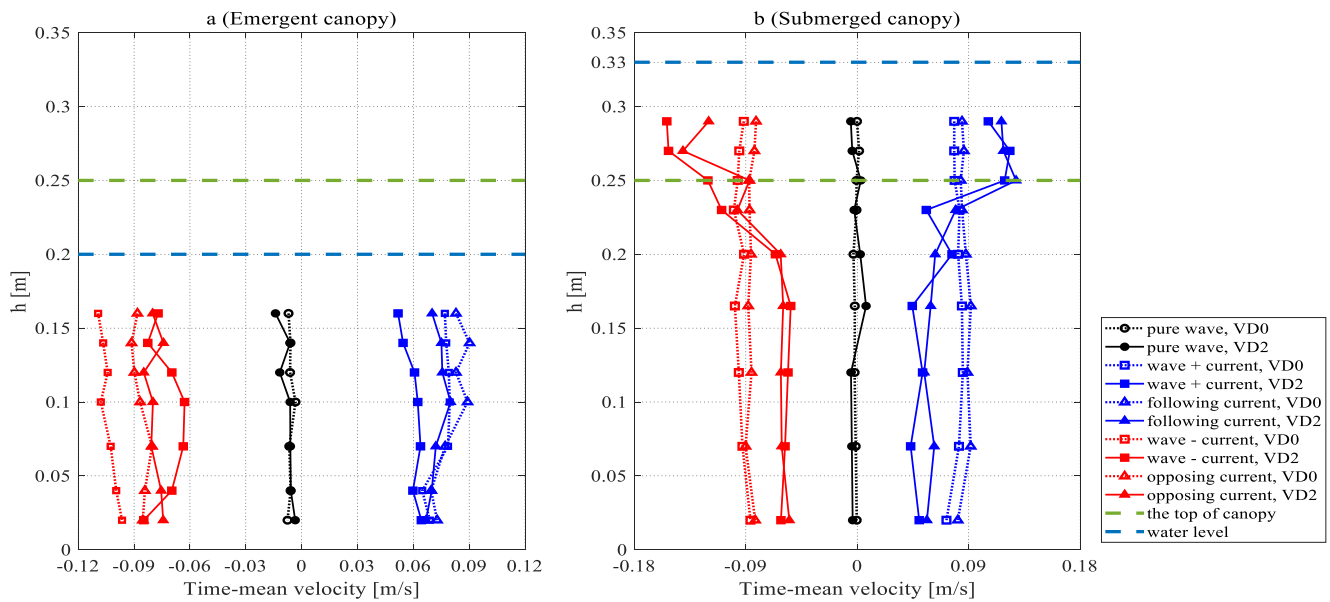 a (Emergent canopy)
0.35
0.3
0.25
0.2
0.15
0.1
0.05
0
h [m]
-0.12
-0.09
-0.06
-0.03
0
0.03
0.06
0.09
0.12
Time-mean velocity [m/s]
b (Submerged canopy)
0.35
0.33
0.3
0.25
0.2
0.15
0.1
0.05
0
h [m]
-0.18
-0.09
0
0.09
0.18
Time-mean velocity [m/s]
pure wave, VD0
pure wave, VD2
wave + current, VD0
wave + current, VD2
following current, VD0
following current, VD2
wave - current, VD0
wave - current, VD2
opposing current, VD0
opposing current, VD2
the top of canopy
water level